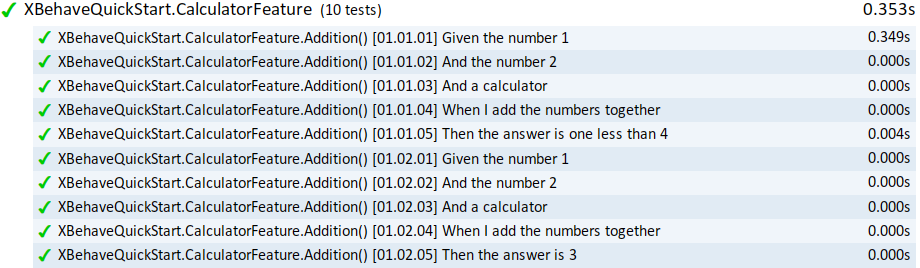 XBehaveQuickStart.CalculatorFeature (10 tests) 0.353s
XBehaveQuickStart.CalculatorFeature.Addition() [01.01.01] Given the number 1 0.349s
XBehaveQuickStart.CalculatorFeature.Addition() [01.01.02] And the number 2 0.000s
XBehaveQuickStart.CalculatorFeature.Addition() [01.01.03] And a calculator 0.000s
XBehaveQuickStart.CalculatorFeature.Addition() [01.01.04] When I add the numbers together 0.000s
XBehaveQuickStart.CalculatorFeature.Addition() [01.01.05] Then the answer is one less than 4 0.004s
XBehaveQuickStart.CalculatorFeature.Addition() [01.02.01] Given the number 1 0.000s
XBehaveQuickStart.CalculatorFeature.Addition() [01.02.02] And the number 2 0.000s
XBehaveQuickStart.CalculatorFeature.Addition() [01.02.03] And a calculator 0.000s
XBehaveQuickStart.CalculatorFeature.Addition() [01.02.04] When I add the numbers together 0.000s
XBehaveQuickStart.CalculatorFeature.Addition() [01.02.05] Then the answer is 3 0.000s